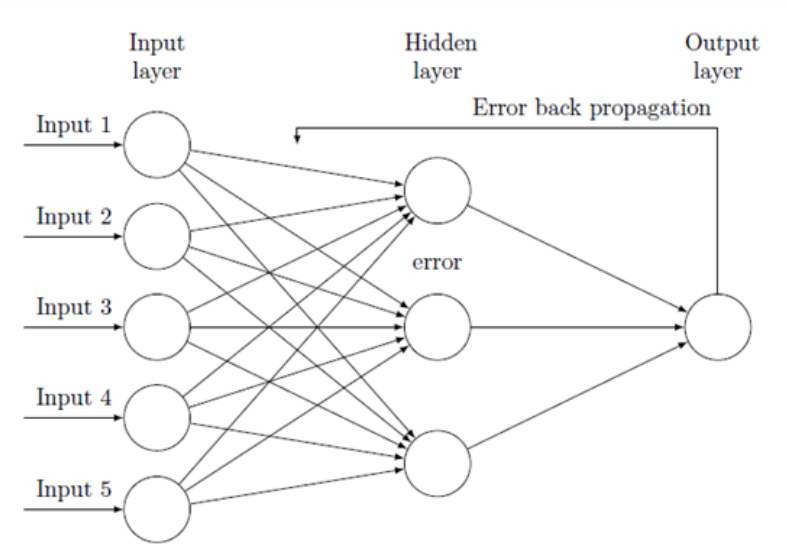 Input
layer
Hidden
layer
Output
layer
Error back propagation
Input 1
Input 2
error
Input 3
Input 4
Input 5